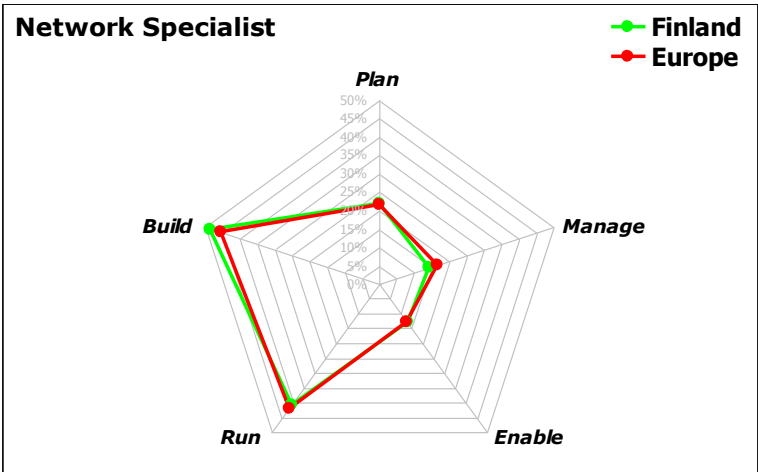 Network Specialist
Finland
Europe
Plan
50%
45%
40%
35%
30%
25%
20%
15%
10%
5%
0%
Build
Manage
Run
Enable